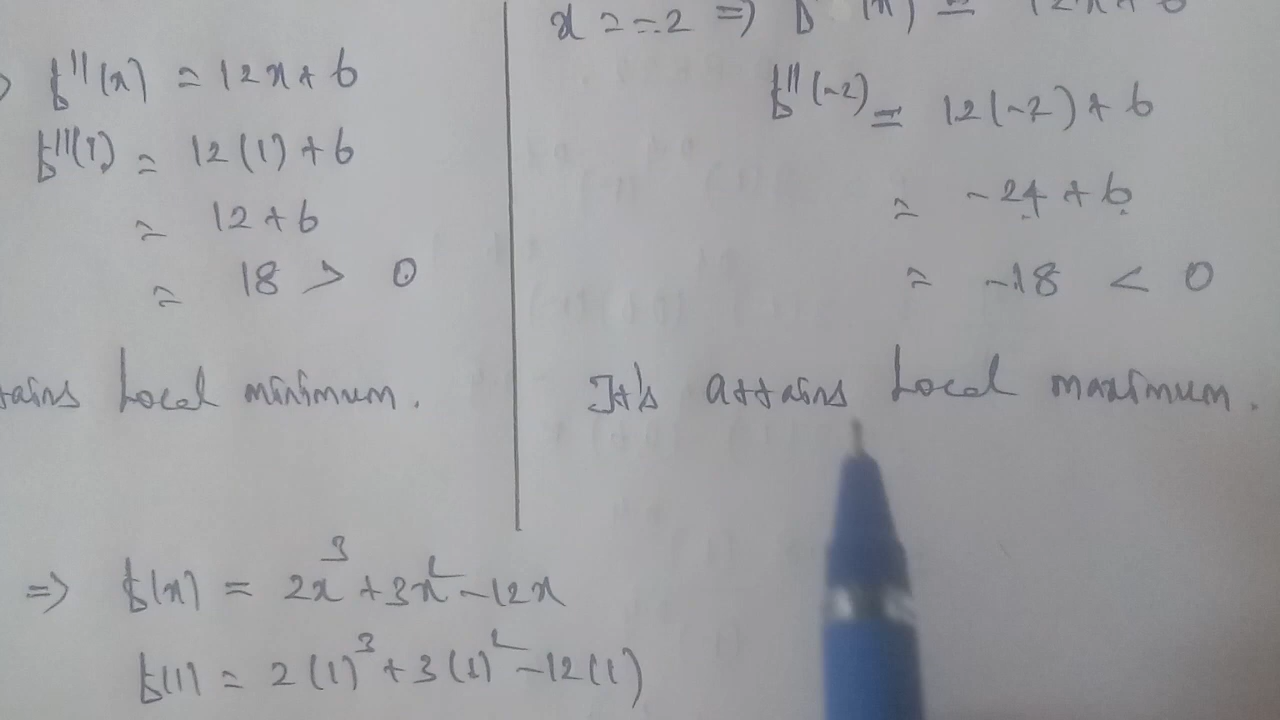 f''(x) = 12x + 6
f''(1) = 12(1) + 6
= 12 + 6
= 18 > 0
Local minimum.
x = -2 =>
f''(-2) = 12(-2) + 6
= -24 + 6
= -18 < 0
It's attains Local maximum.
=> f(x) = 2x³ + 3x² - 12x
f(1) = 2(1)³ + 3(1)² - 12(1)